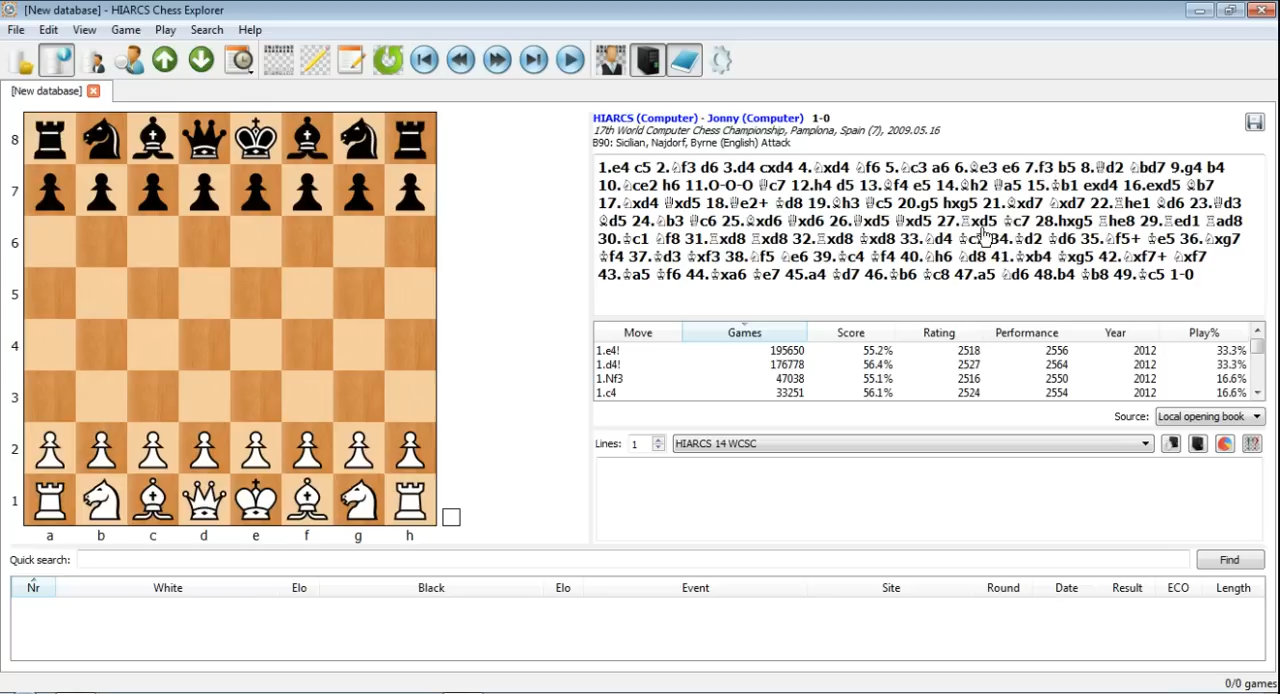 [New database] - HIARCS Chess Explorer
File Edit View Game Play Search Help
[New database]
HIARCS (Computer) - Jonny (Computer) 1-0
17th World Computer Chess Championship, Pamplona, Spain (7), 2009.05.16
B90: Sicilian, Najdorf, Byrne (English) Attack
1.e4 c5 2.♘f3 d6 3.d4 cxd4 4.♘xd4 ♘f6 5.♘c3 a6 6.♗e3 e6 7.f3 b5 8.♕d2 ♘bd7 9.g4 b4
10.♘ce2 h6 11.O-O-O ♕c7 12.h4 d5 13.♗f4 e5 14.♗h2 ♕a5 15.♔b1 exd4 16.exd5 ♗b7
17.♘xd4 ♕xd5 18.♕e2+ ♔d8 19.♗h3 ♕c5 20.g5 hxg5 21.♗xd7 ♘xd7 22.♖he1 ♗d6 23.♕d3
♗d5 24.♘b3 ♕c6 25.♗xd6 ♕xd6 26.♕xd5 ♕xd5 27.♖xd5 ♔c7 28.hxg5 ♖he8 29.♖ed1 ♖ad8
30.♔c1 ♘f8 31.♖xd8 ♖xd8 32.♖xd8 ♔xd8 33.♘d4 34.♔d2 ♔d6 35.♘f5+ ♔e5 36.♘xg7
♔f4 37.♔d3 ♔xf3 38.♘f5 ♘e6 39.♔c4 ♔f4 40.♘h6 ♘d8 41.♔xb4 ♔xg5 42.♘xf7+ ♘xf7
43.♔a5 ♔f6 44.♔xa6 ♔e7 45.a4 ♔d7 46.♔b6 ♔c8 47.a5 ♘d6 48.b4 ♔b8 49.♔c5 1-0
Move Games Score Rating Performance Year Play%
1.e4! 195650 55.2% 2518 2556 2012 33.3%
1.d4! 176778 56.4% 2527 2564 2012 33.3%
1.Nf3 47038 55.1% 2516 2550 2012 16.6%
1.c4 33251 56.1% 2524 2554 2012 16.6%
Source: Local opening book
Lines: 1 HIARCS 14 WCSC
8
7
6
5
4
3
2
1
a b c d e f g h
Quick search: Find
Nr White Elo Black Elo Event Site Round Date Result ECO Length
0/0 games